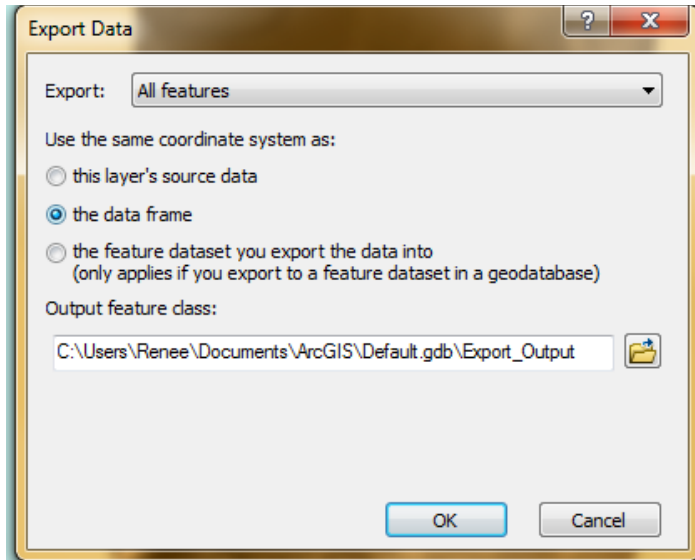 Export Data
Export: All features
Use the same coordinate system as:
this layer's source data
the data frame
the feature dataset you export the data into
(only applies if you export to a feature dataset in a geodatabase)
Output feature class:
C:\Users\Renee\Documents\ArcGIS\Default.gdb\Export_Output
OK Cancel